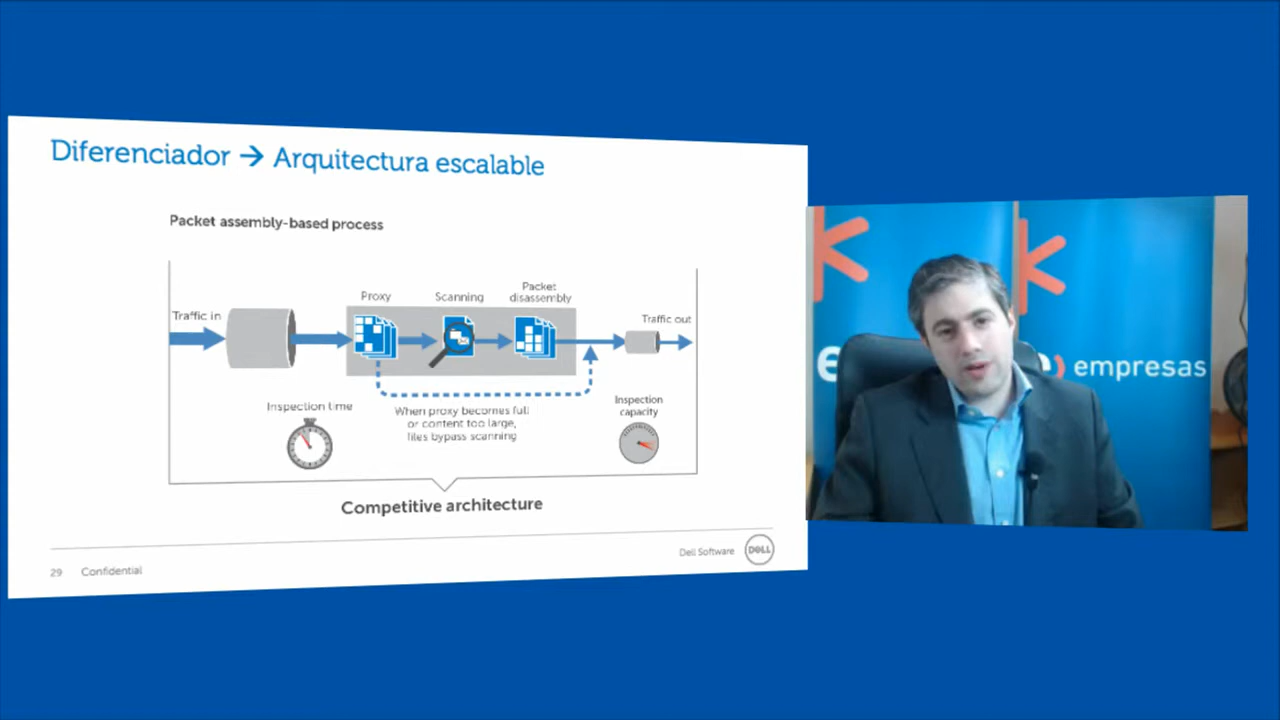 Diferenciador → Arquitectura escalable
Packet assembly-based process
Traffic in
Proxy
Scanning
Packet
disassembly
Traffic out
Inspection time
When proxy becomes full
or content too large,
files bypass scanning
Inspection
capacity
Competitive architecture
29 Confidential
Dell Software
DELL
k
k
e
e) empresas